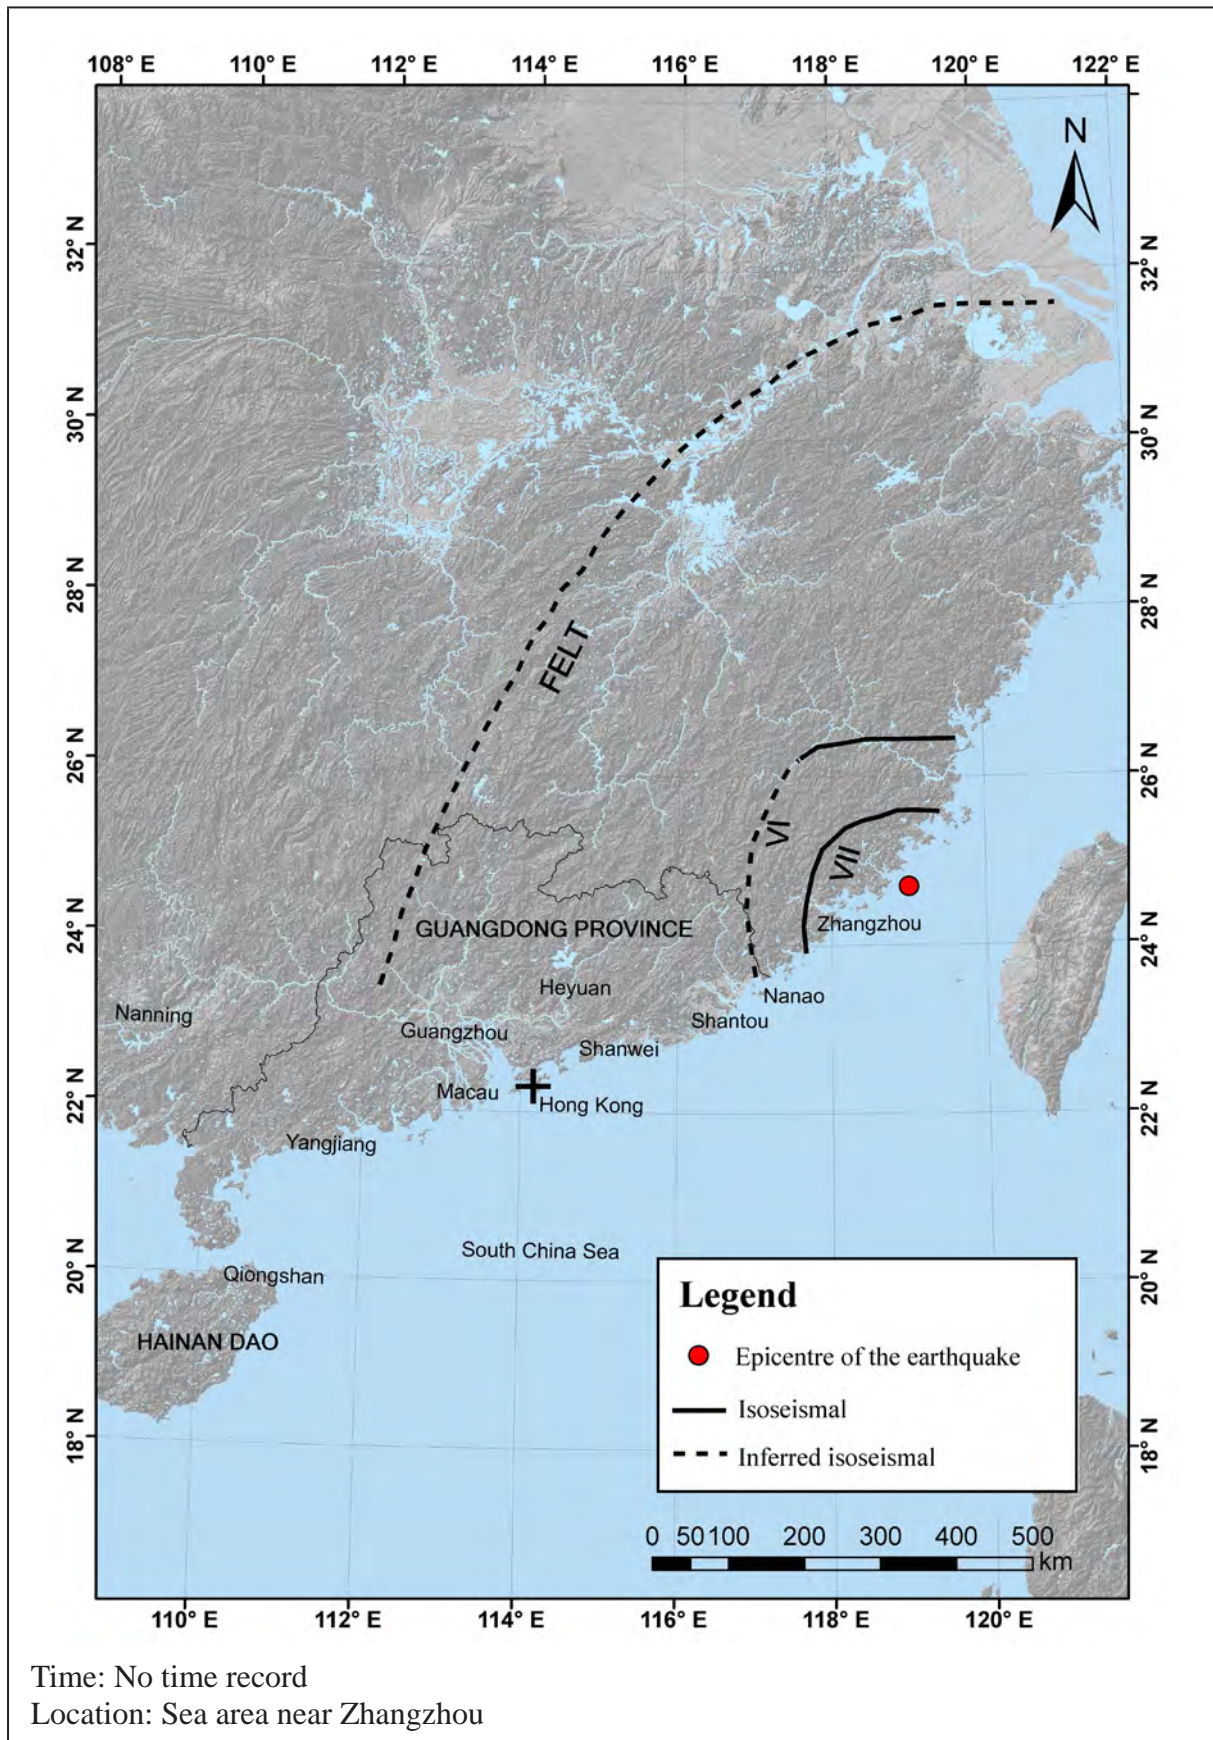 108° E 110° E 112° E 114° E 116° E 118° E 120° E 122° E
N
32° N
32° N
30° N
30° N
28° N
28° N
FELT
26° N
26° N
VI
VII
24° N
24° N
GUANGDONG PROVINCE
Zhangzhou
Heyuan
Nanao
Nanning
Guangzhou
Shantou
Shanwei
Macau
Hong Kong
22° N
22° N
Yangjiang
South China Sea
20° N
20° N
Qiongshan
HAINAN DAO
Legend
Epicentre of the earthquake
Isoseismal
Inferred isoseismal
18° N
18° N
0 50 100 200 300 400 500
km
110° E 112° E 114° E 116° E 118° E 120° E
Time: No time record
Location: Sea area near Zhangzhou